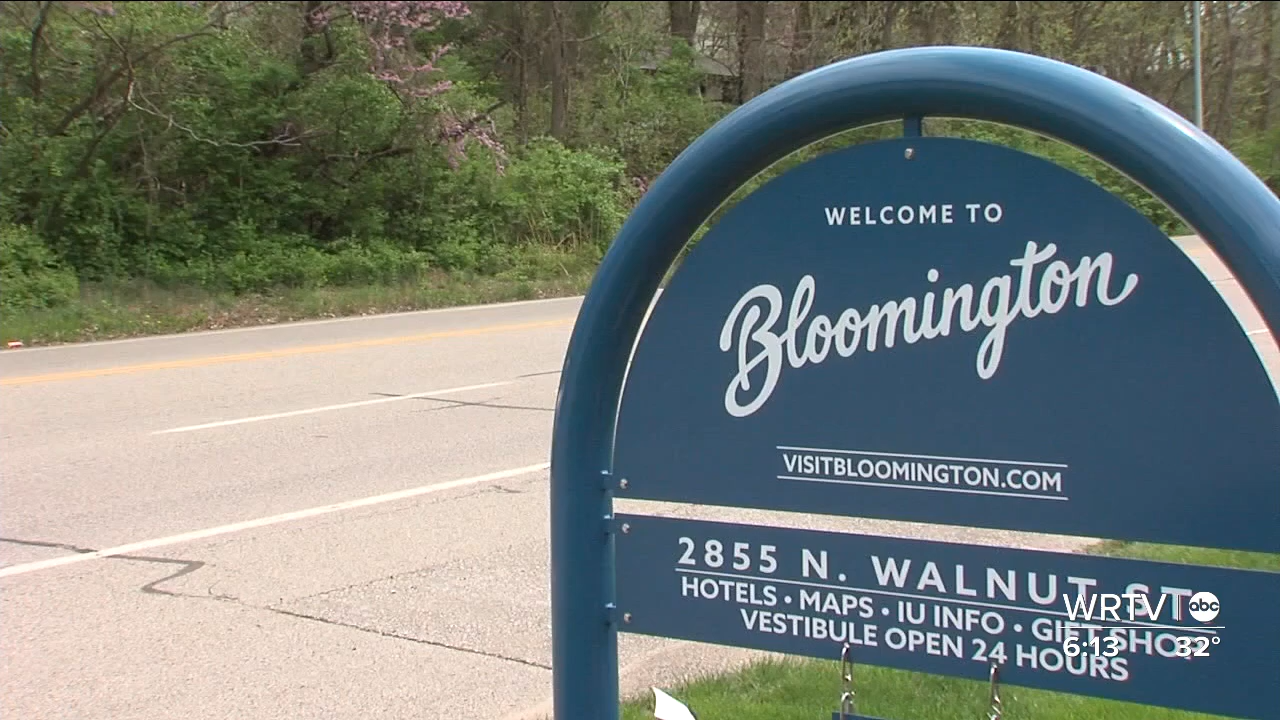 WELCOME TO
Bloomington
VISITBLOOMINGTON.COM
2855 N. WALNUT ST
HOTELS • MAPS • IU INFO • GIFT SHOP
VESTIBULE OPEN 24 HOURS
WRTV abc
6:13 32°